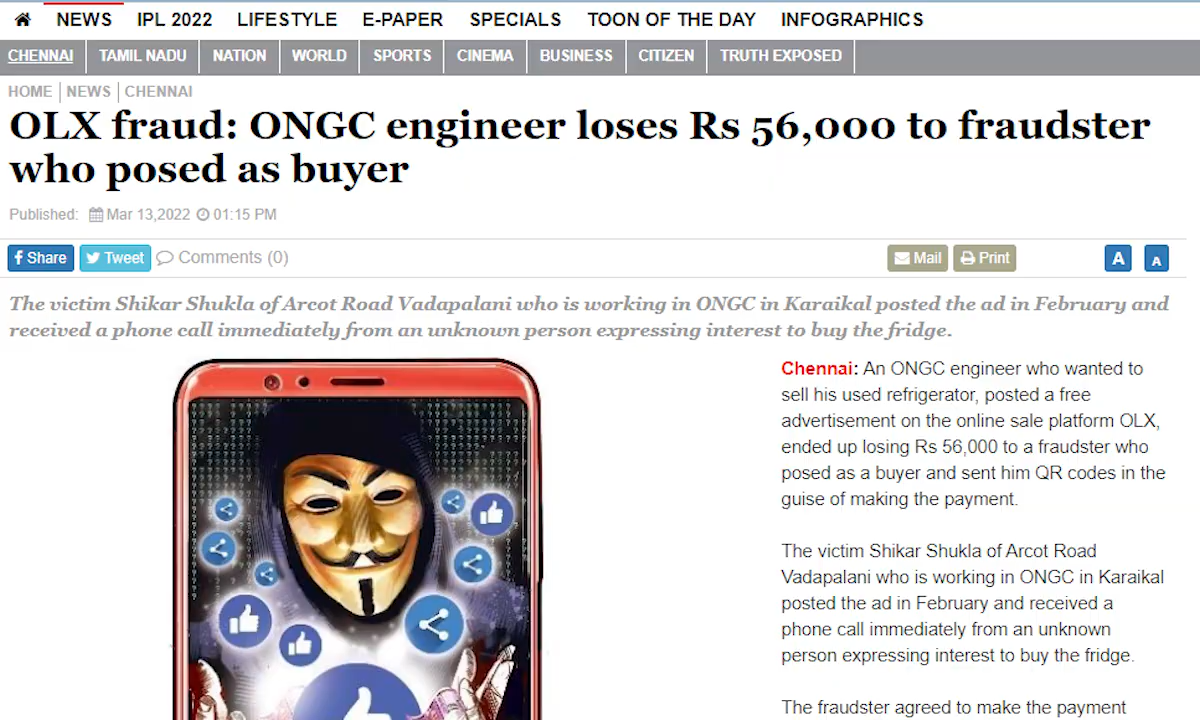 NEWS IPL 2022 LIFESTYLE E-PAPER SPECIALS TOON OF THE DAY INFOGRAPHICS
CHENNAI TAMIL NADU NATION WORLD SPORTS CINEMA BUSINESS CITIZEN TRUTH EXPOSED
HOME NEWS CHENNAI
OLX fraud: ONGC engineer loses Rs 56,000 to fraudster
who posed as buyer
Published: Mar 13,2022 01:15 PM
Share Tweet Comments (0) Mail Print A A
The victim Shikar Shukla of Arcot Road Vadapalani who is working in ONGC in Karaikal posted the ad in February and
received a phone call immediately from an unknown person expressing interest to buy the fridge.
Chennai: An ONGC engineer who wanted to
sell his used refrigerator, posted a free
advertisement on the online sale platform OLX,
ended up losing Rs 56,000 to a fraudster who
posed as a buyer and sent him QR codes in the
guise of making the payment.
The victim Shikar Shukla of Arcot Road
Vadapalani who is working in ONGC in Karaikal
posted the ad in February and received a
phone call immediately from an unknown
person expressing interest to buy the fridge.
The fraudster agreed to make the payment